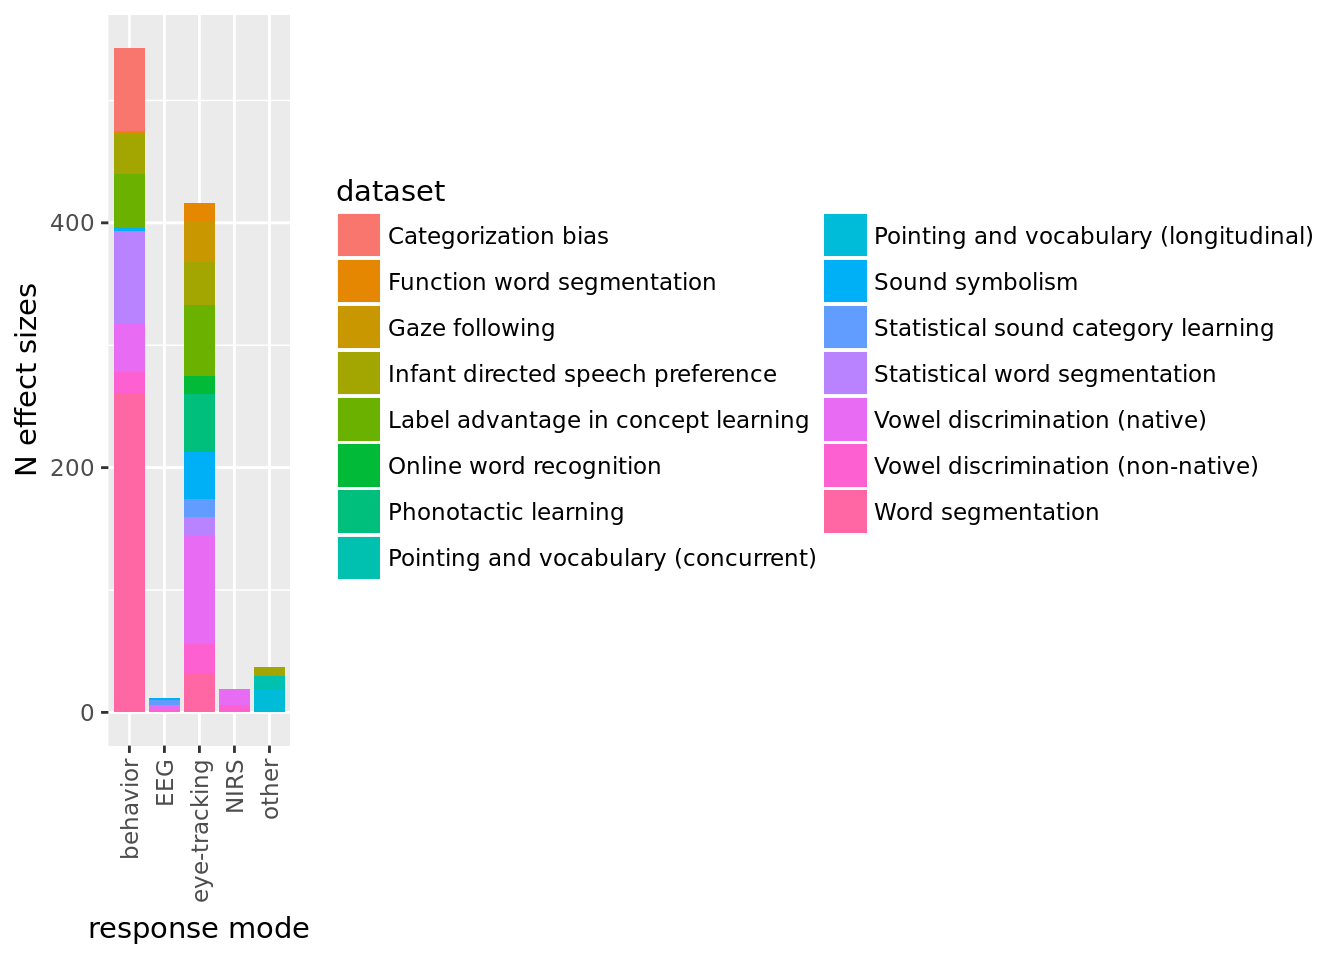 N effect sizes
400
200
0
behavior
EEG
eye-tracking
NIRS
other
response mode
dataset
Categorization bias
Function word segmentation
Gaze following
Infant directed speech preference
Label advantage in concept learning
Online word recognition
Phonotactic learning
Pointing and vocabulary (concurrent)
Pointing and vocabulary (longitudinal)
Sound symbolism
Statistical sound category learning
Statistical word segmentation
Vowel discrimination (native)
Vowel discrimination (non-native)
Word segmentation